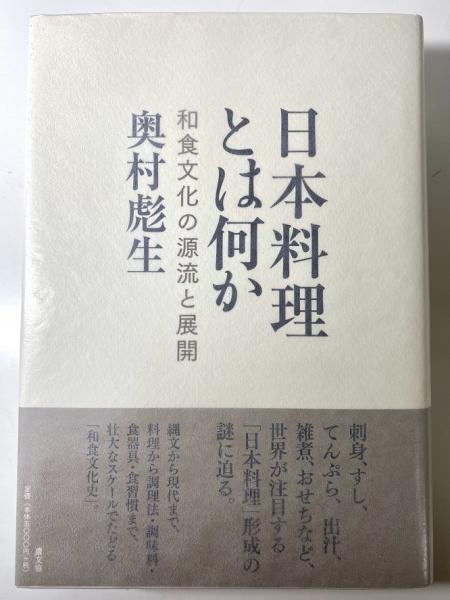 日本料理
とは何か
和食文化の源流と展開
奥村彪生
刺身、すし、
てんぷら、出汁、
雑煮、おせちなど、
世界が注目する
「日本料理」形成の
謎に迫る。
縄文から現代まで、
料理から調理法・調味料・
食器具・食習慣まで、
壮大なスケールでたどる
「和食文化史」。
農文協